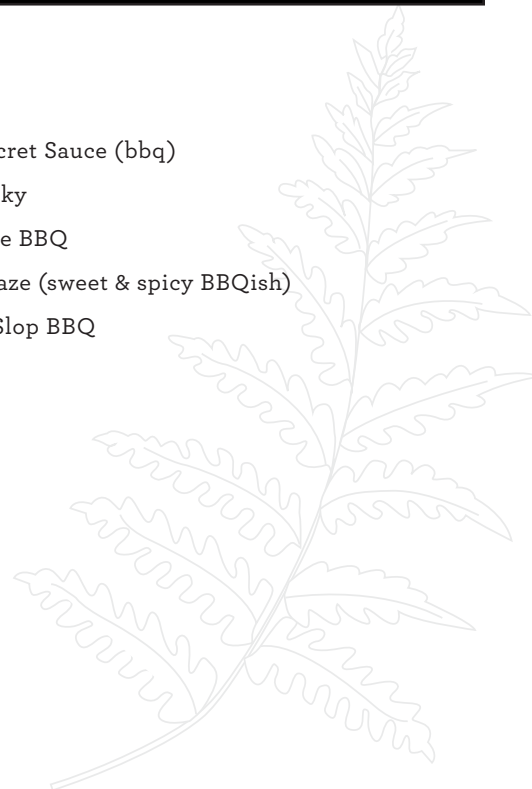 cret Sauce (bbq)
ky
e BBQ
aze (sweet & spicy BBQish)
Slop BBQ